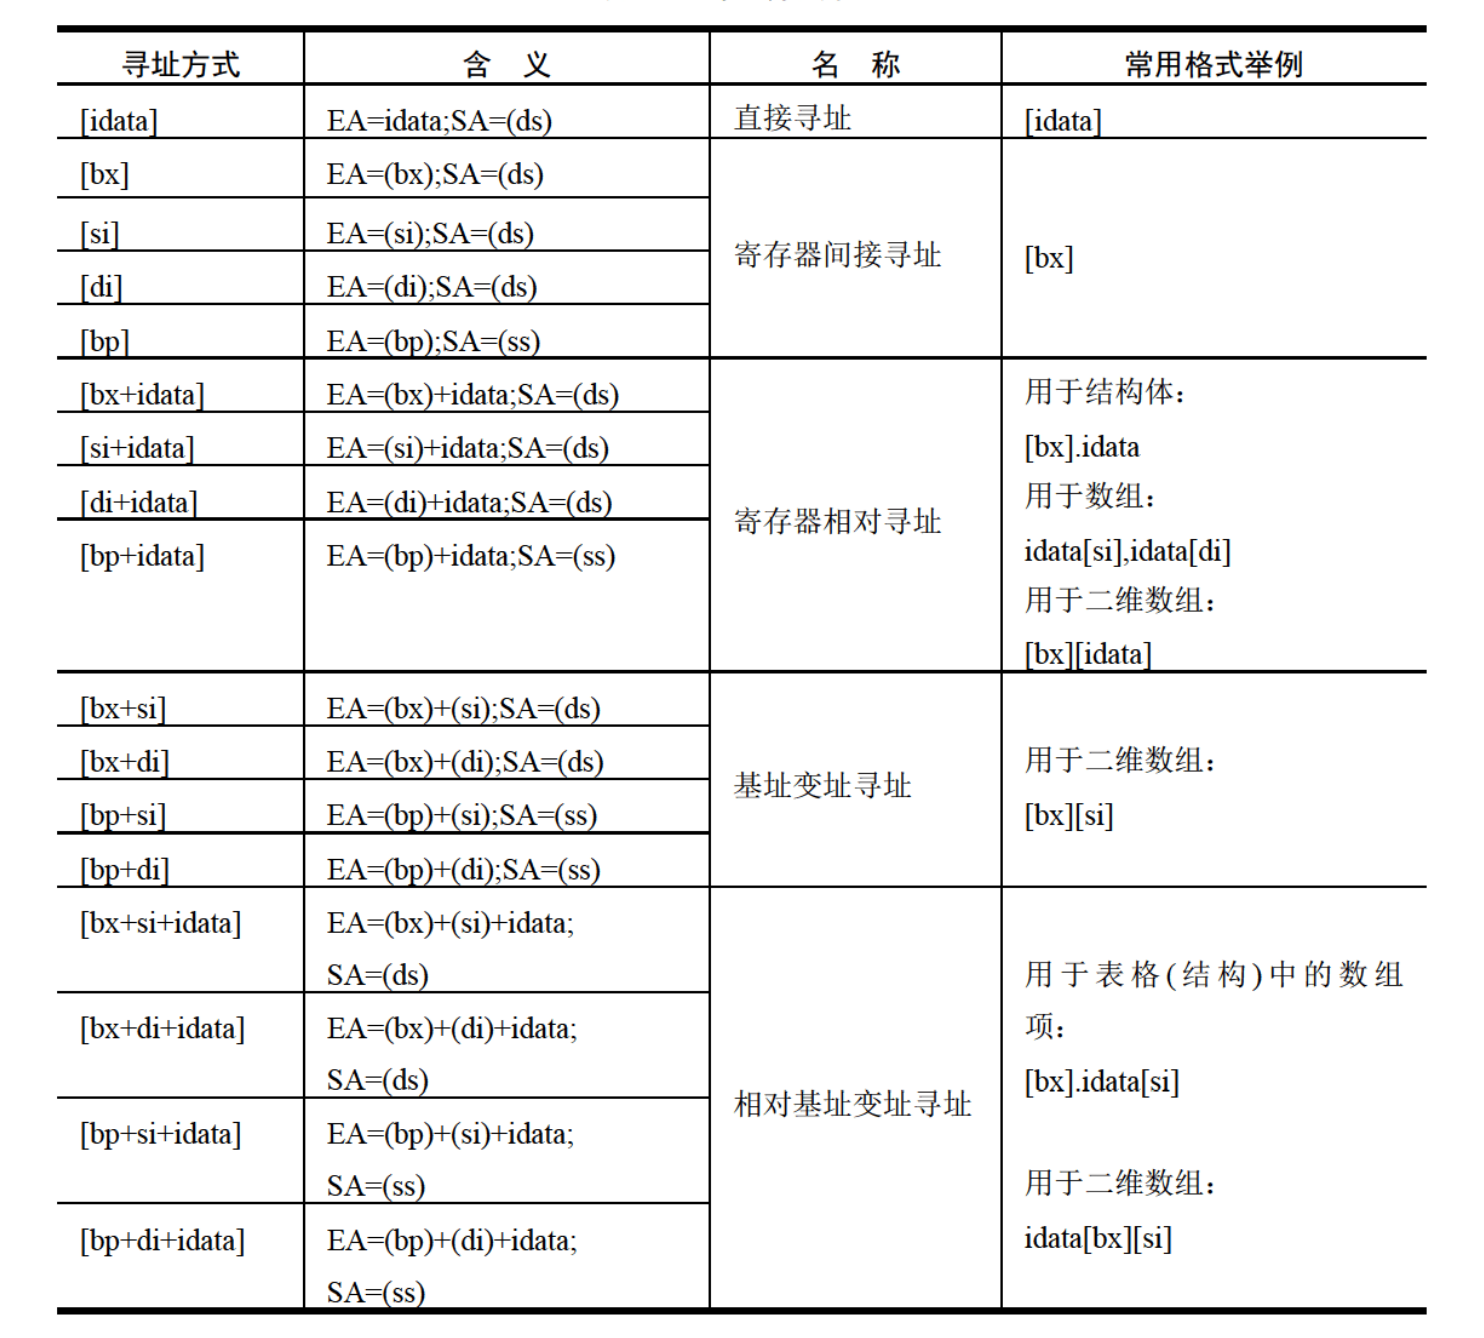 寻址方式 含 义 名 称 常用格式举例
[idata] EA=idata;SA=(ds) 直接寻址 [idata]
[bx] EA=(bx);SA=(ds)
[si] EA=(si);SA=(ds)
寄存器间接寻址 [bx]
[di] EA=(di);SA=(ds)
[bp] EA=(bp);SA=(ss)
[bx+idata] EA=(bx)+idata;SA=(ds) 用于结构体：
[si+idata] EA=(si)+idata;SA=(ds) [bx].idata
[di+idata] EA=(di)+idata;SA=(ds) 用于数组：
寄存器相对寻址
[bp+idata] EA=(bp)+idata;SA=(ss) idata[si],idata[di]
用于二维数组：
[bx][idata]
[bx+si] EA=(bx)+(si);SA=(ds)
[bx+di] EA=(bx)+(di);SA=(ds) 用于二维数组：
基址变址寻址
[bp+si] EA=(bp)+(si);SA=(ss) [bx][si]
[bp+di] EA=(bp)+(di);SA=(ss)
[bx+si+idata] EA=(bx)+(si)+idata;
SA=(ds) 用于表格(结构)中的数组
[bx+di+idata] EA=(bx)+(di)+idata; 项：
SA=(ds) [bx].idata[si]
相对基址变址寻址
[bp+si+idata] EA=(bp)+(si)+idata;
SA=(ss) 用于二维数组：
[bp+di+idata] EA=(bp)+(di)+idata; idata[bx][si]
SA=(ss)